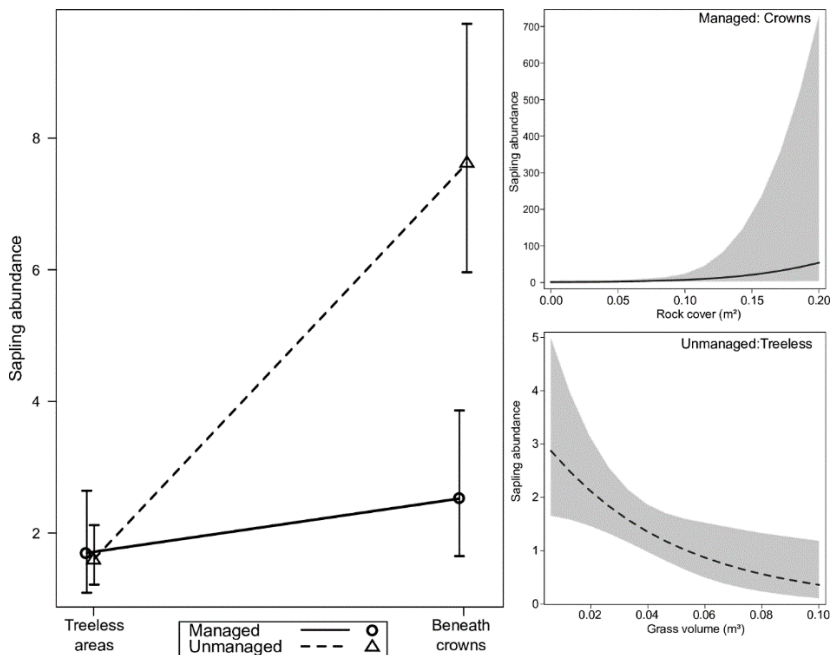 8
6
4
2
Sapling abundance
Treeless
areas
Beneath
crowns
Managed
Unmanaged
Managed: Crowns
700
600
500
400
300
200
100
0
Sapling abundance
0.00 0.05 0.10 0.15 0.20
Rock cover (m²)
Unmanaged:Treeless
5
4
3
2
1
0
Sapling abundance
0.02 0.04 0.06 0.08 0.10
Grass volume (m³)